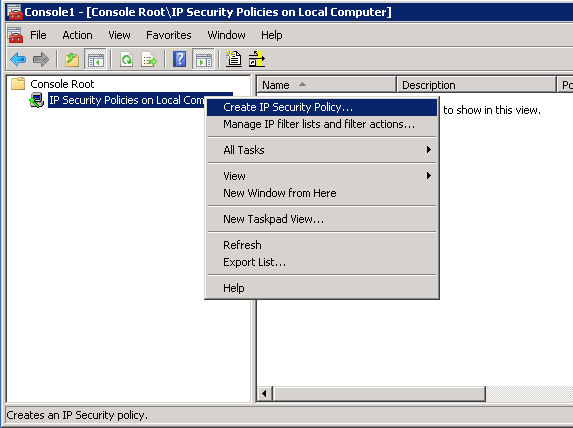 Console1 - [Console Root\IP Security Policies on Local Computer]
File Action View Favorites Window Help
Console Root
IP Security Policies on Local Com
Name Description Po
to show in this view.
Create IP Security Policy...
Manage IP filter lists and filter actions...
All Tasks
View
New Window from Here
New Taskpad View...
Refresh
Export List...
Help
Creates an IP Security policy.